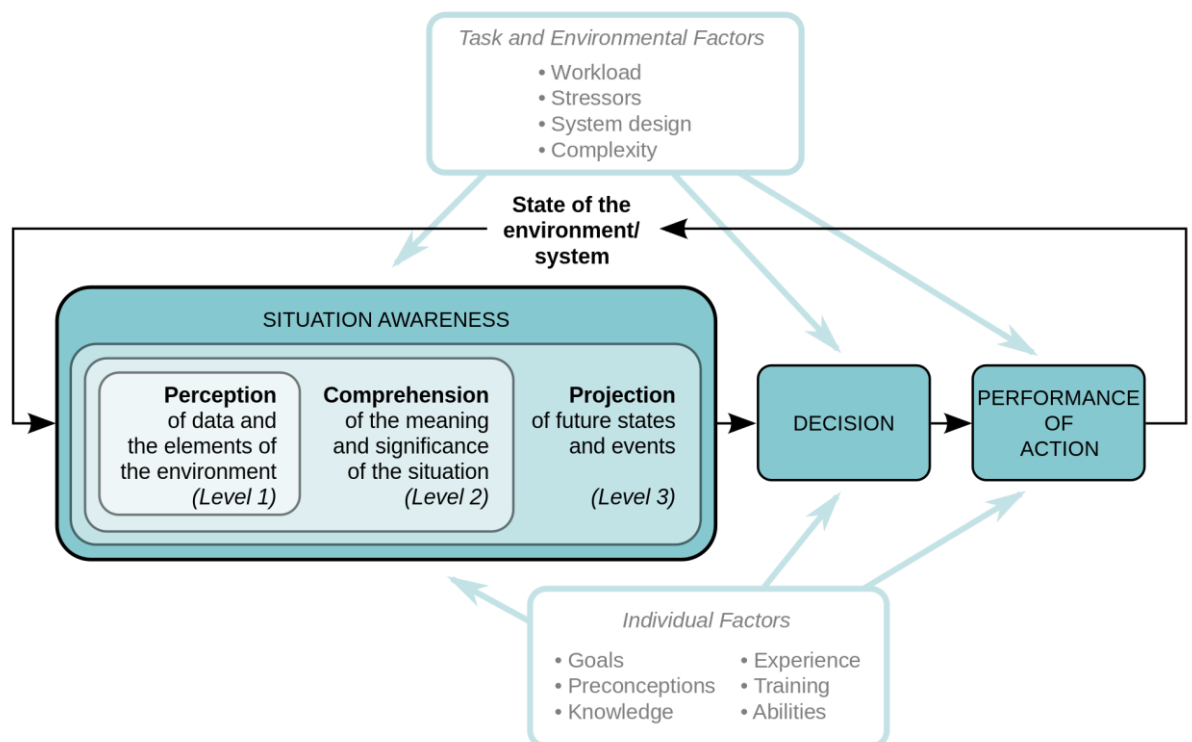 Task and Environmental Factors
• Workload
• Stressors
• System design
• Complexity
State of the
environment/
system
SITUATION AWARENESS
Perception
of data and
the elements of
the environment
(Level 1)
Comprehension
of the meaning
and significance
of the situation
(Level 2)
Projection
of future states
and events
(Level 3)
DECISION
PERFORMANCE
OF
ACTION
Individual Factors
• Goals
• Preconceptions
• Knowledge
• Experience
• Training
• Abilities